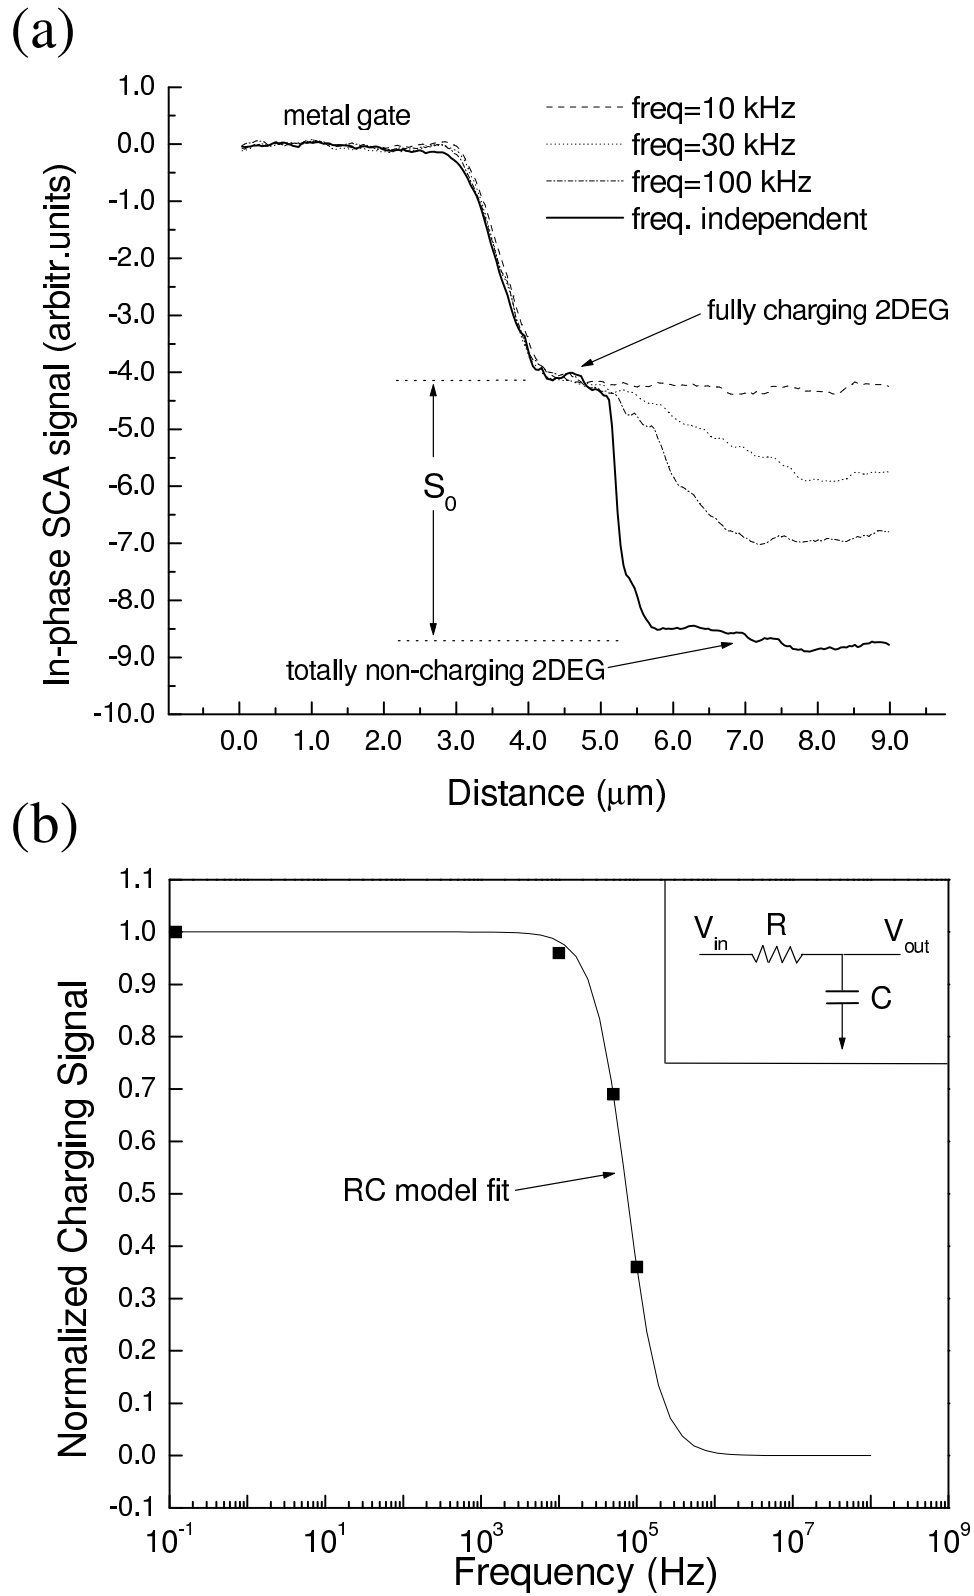 (a)
1.0
0.0
-1.0
-2.0
-3.0
-4.0
-5.0
-6.0
-7.0
-8.0
-9.0
-10.0
In-phase SCA signal (arbitr.units)
metal gate
freq=10 kHz
freq=30 kHz
freq=100 kHz
freq. independent
fully charging 2DEG
S0
totally non-charging 2DEG
0.0 1.0 2.0 3.0 4.0 5.0 6.0 7.0 8.0 9.0
Distance (μm)
(b)
1.1
1.0
0.9
0.8
0.7
0.6
0.5
0.4
0.3
0.2
0.1
0.0
-0.1
Normalized Charging Signal
Vin R Vout
C
RC model fit
10-1 101 103 105 107 109
Frequency (Hz)